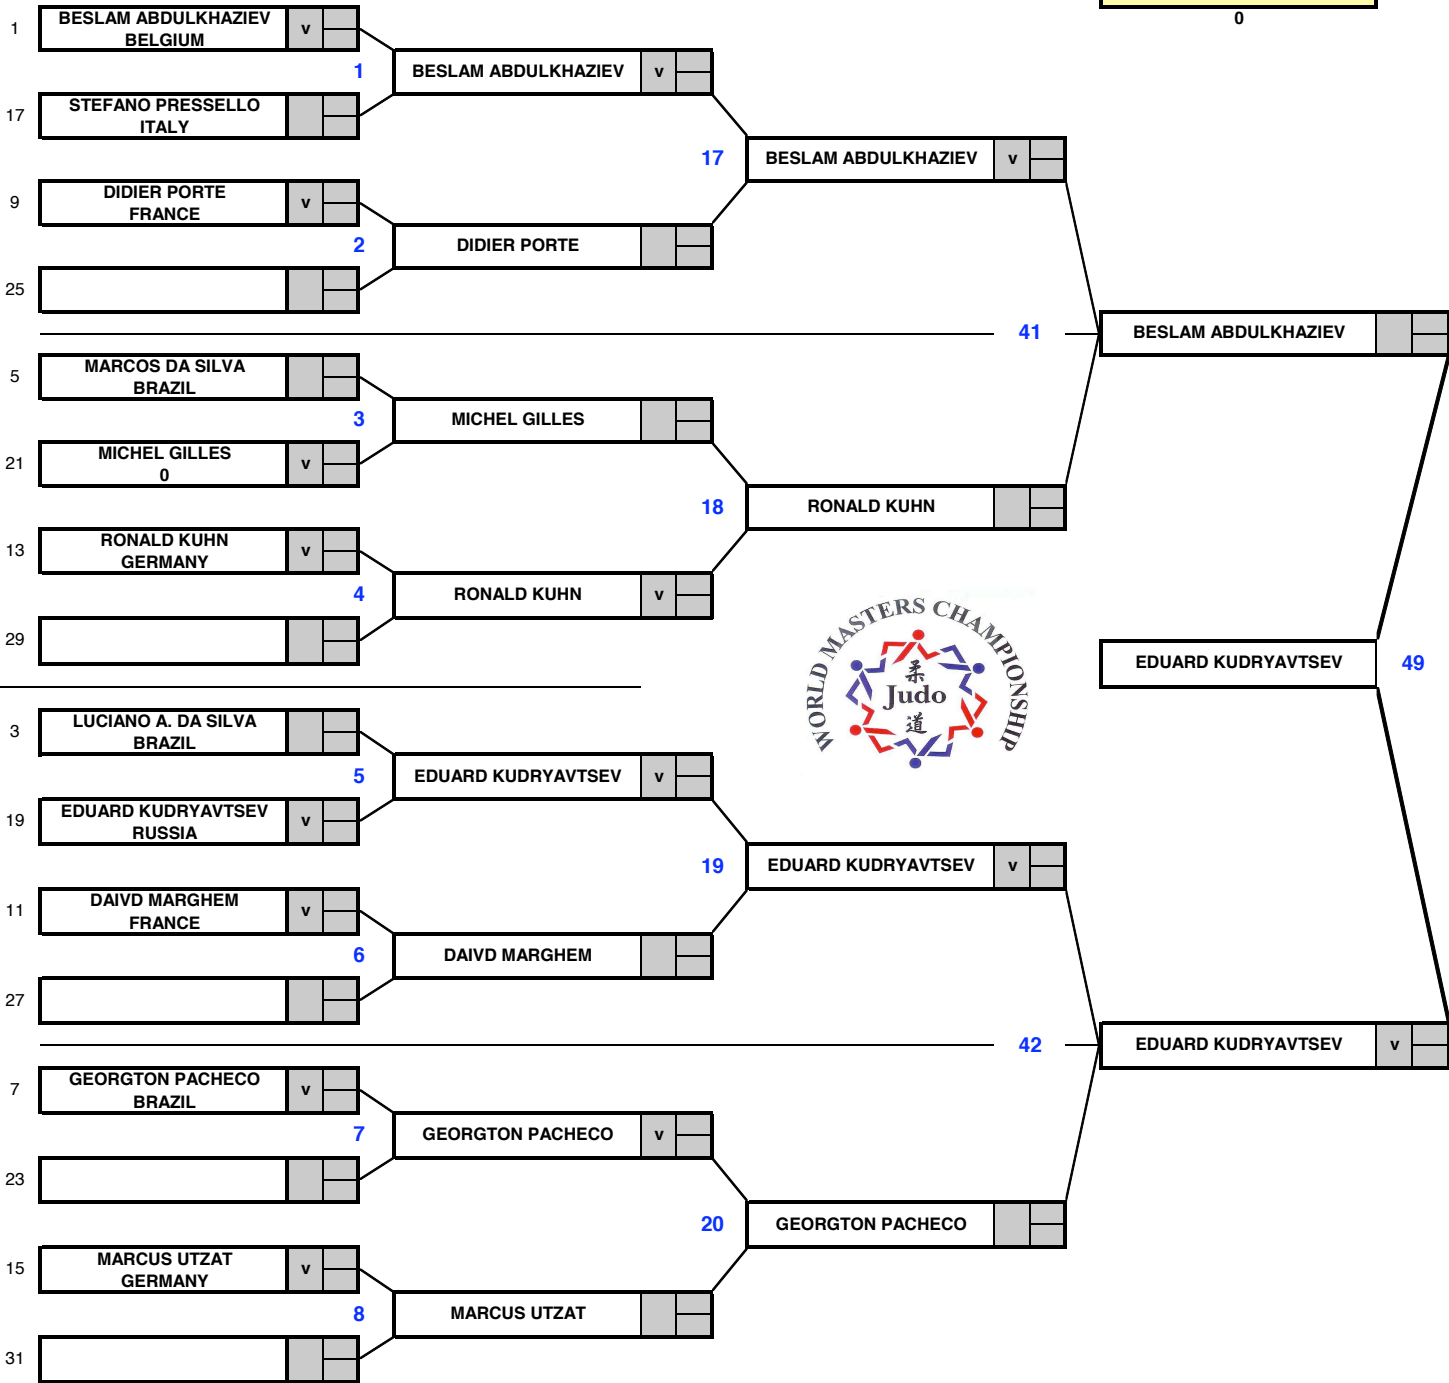 0
1
BESLAM ABDULKHAZIEV
BELGIUM
v
1
BESLAM ABDULKHAZIEV
v
17
STEFANO PRESSELLO
ITALY
17
BESLAM ABDULKHAZIEV
v
9
DIDIER PORTE
FRANCE
v
2
DIDIER PORTE
25
41
BESLAM ABDULKHAZIEV
5
MARCOS DA SILVA
BRAZIL
3
MICHEL GILLES
21
MICHEL GILLES
0
v
18
RONALD KUHN
13
RONALD KUHN
GERMANY
v
4
RONALD KUHN
v
29
WORLD MASTERS CHAMPIONSHIP
柔
Judo
道
EDUARD KUDRYAVTSEV
49
3
LUCIANO A. DA SILVA
BRAZIL
5
EDUARD KUDRYAVTSEV
v
19
EDUARD KUDRYAVTSEV
RUSSIA
v
19
EDUARD KUDRYAVTSEV
v
11
DAIVD MARGHEM
FRANCE
v
6
DAIVD MARGHEM
27
42
EDUARD KUDRYAVTSEV
v
7
GEORGTON PACHECO
BRAZIL
v
7
GEORGTON PACHECO
v
23
20
GEORGTON PACHECO
15
MARCUS UTZAT
GERMANY
v
8
MARCUS UTZAT
31